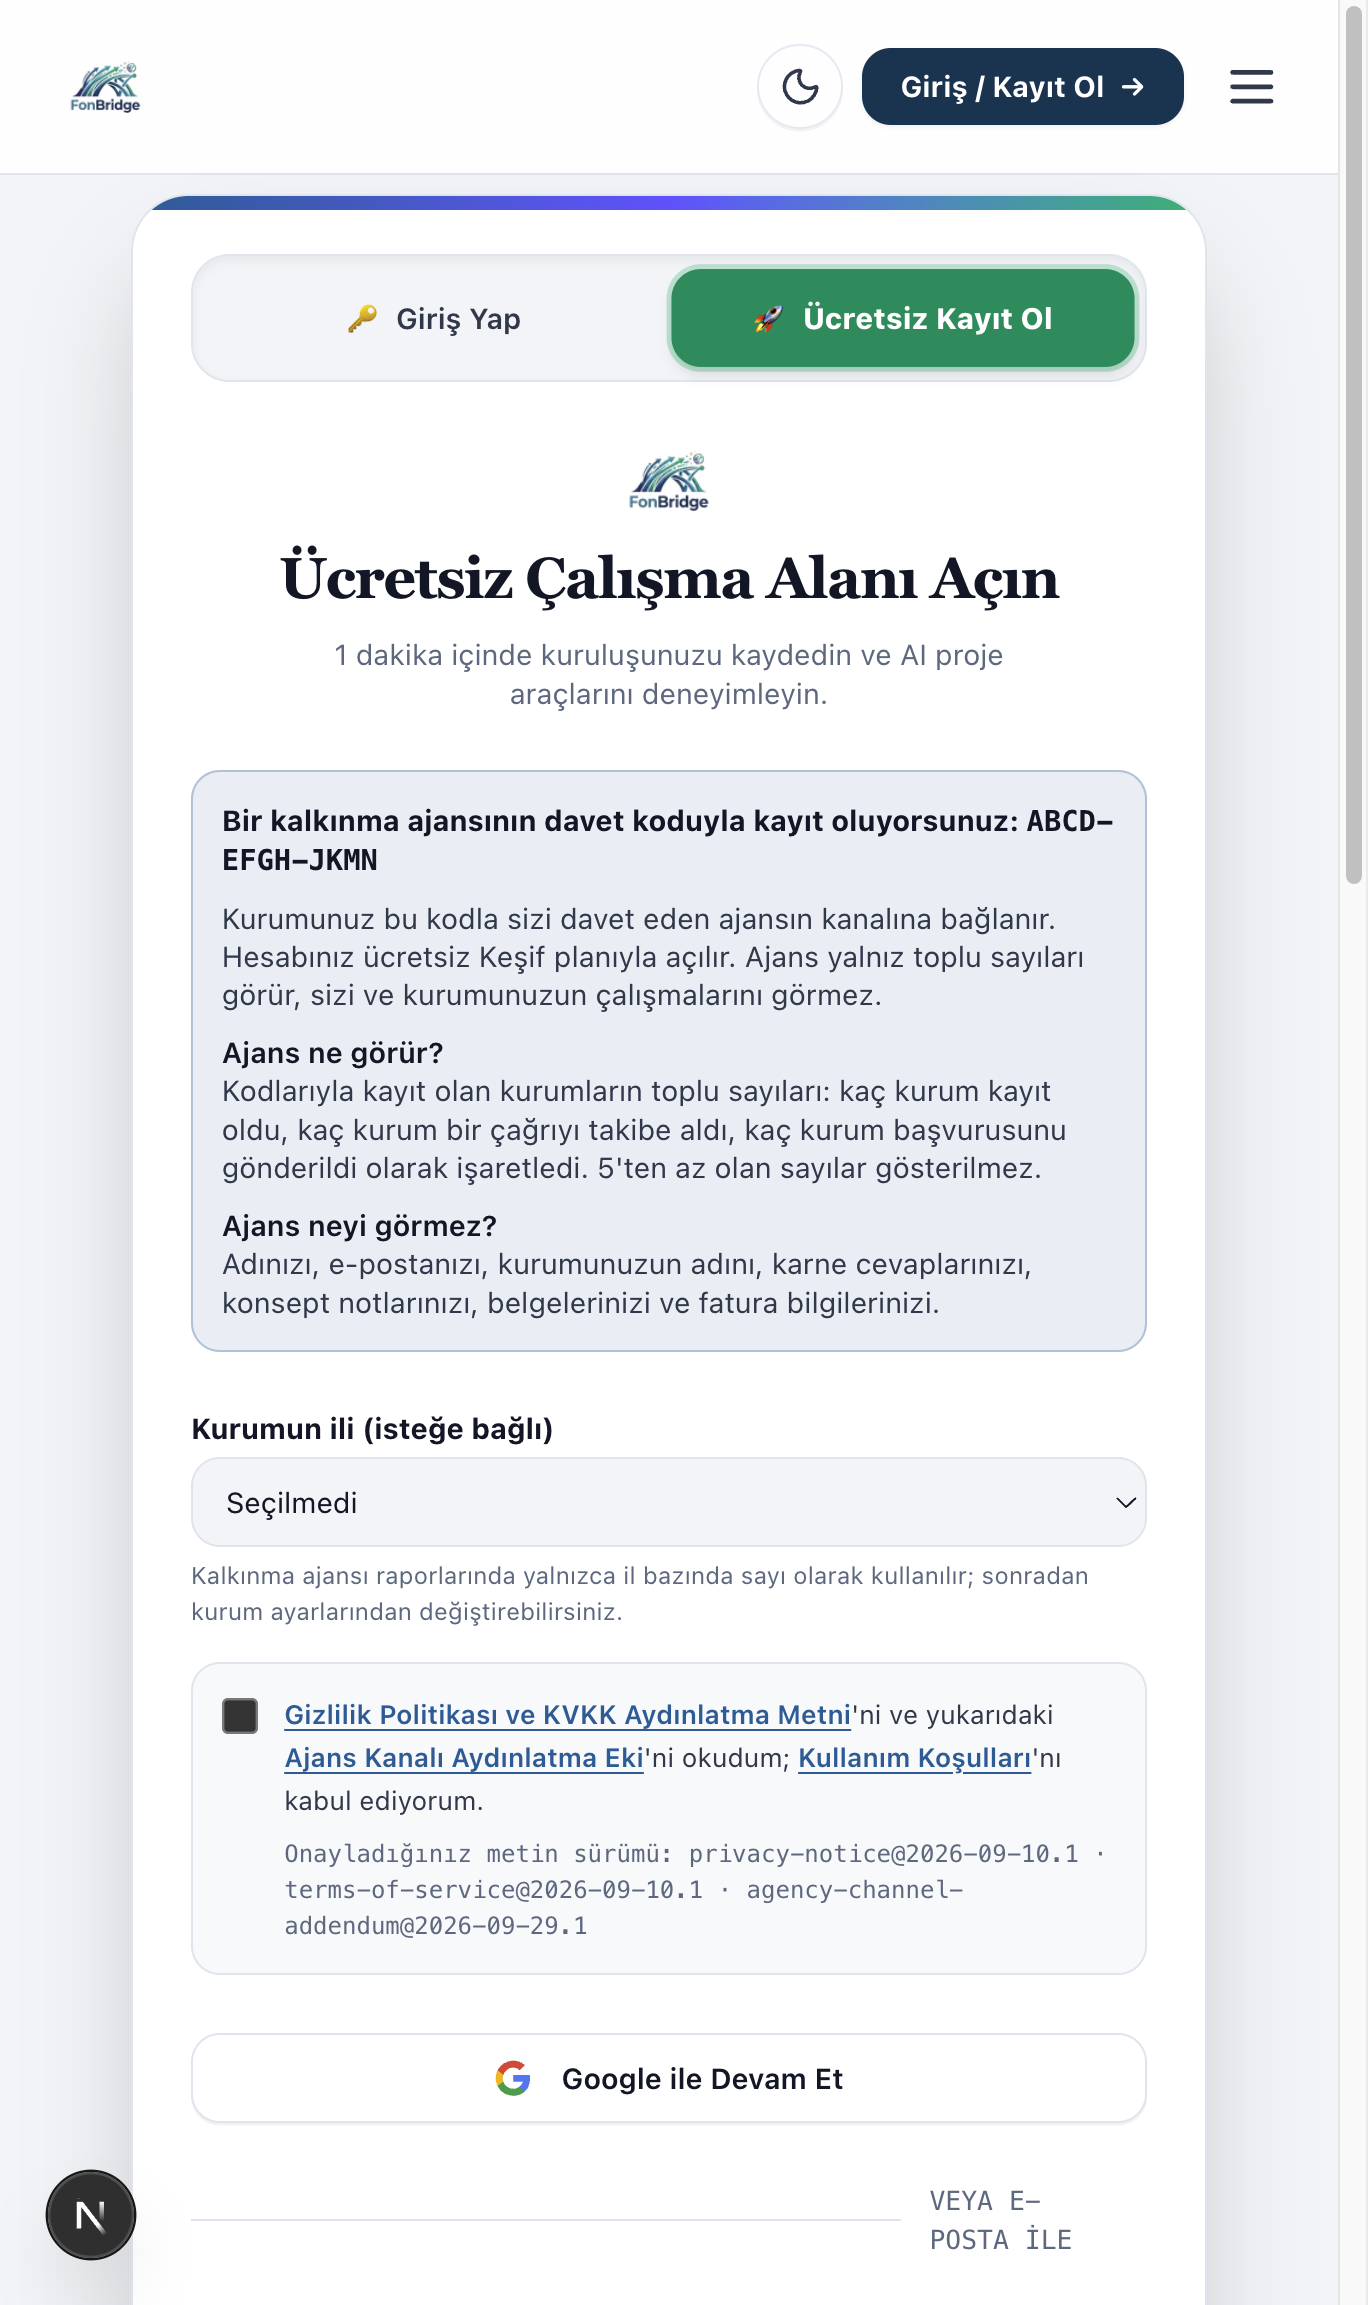 FonBridge
Giriş / Kayıt Ol →
🔑 Giriş Yap
🚀 Ücretsiz Kayıt Ol
FonBridge
Ücretsiz Çalışma Alanı Açın
1 dakika içinde kuruluşunuzu kaydedin ve AI proje
araçlarını deneyimleyin.
Bir kalkınma ajansının davet koduyla kayıt oluyorsunuz: ABCD-
EFGH-JKMN
Kurumunuz bu kodla sizi davet eden ajansın kanalına bağlanır.
Hesabınız ücretsiz Keşif planıyla açılır. Ajans yalnız toplu sayıları
görür, sizi ve kurumunuzun çalışmalarını görmez.
Ajans ne görür?
Kodlarıyla kayıt olan kurumların toplu sayıları: kaç kurum kayıt
oldu, kaç kurum bir çağrıyı takibe aldı, kaç kurum başvurusunu
gönderildi olarak işaretledi. 5'ten az olan sayılar gösterilmez.
Ajans neyi görmez?
Adınızı, e-postanızı, kurumunuzun adını, karne cevaplarınızı,
konsept notlarınızı, belgelerinizi ve fatura bilgilerinizi.
Kurumun ili (isteğe bağlı)
Seçilmedi
Kalkınma ajansı raporlarında yalnızca il bazında sayı olarak kullanılır; sonradan
kurum ayarlarından değiştirebilirsiniz.
Gizlilik Politikası ve KVKK Aydınlatma Metni'ni ve yukarıdaki
Ajans Kanalı Aydınlatma Eki'ni okudum; Kullanım Koşulları'nı
kabul ediyorum.
Onayladığınız metin sürümü: privacy-notice@2026-09-10.1 ·
terms-of-service@2026-09-10.1 · agency-channel-
addendum@2026-09-29.1
Google ile Devam Et
VEYA E-
POSTA İLE
N